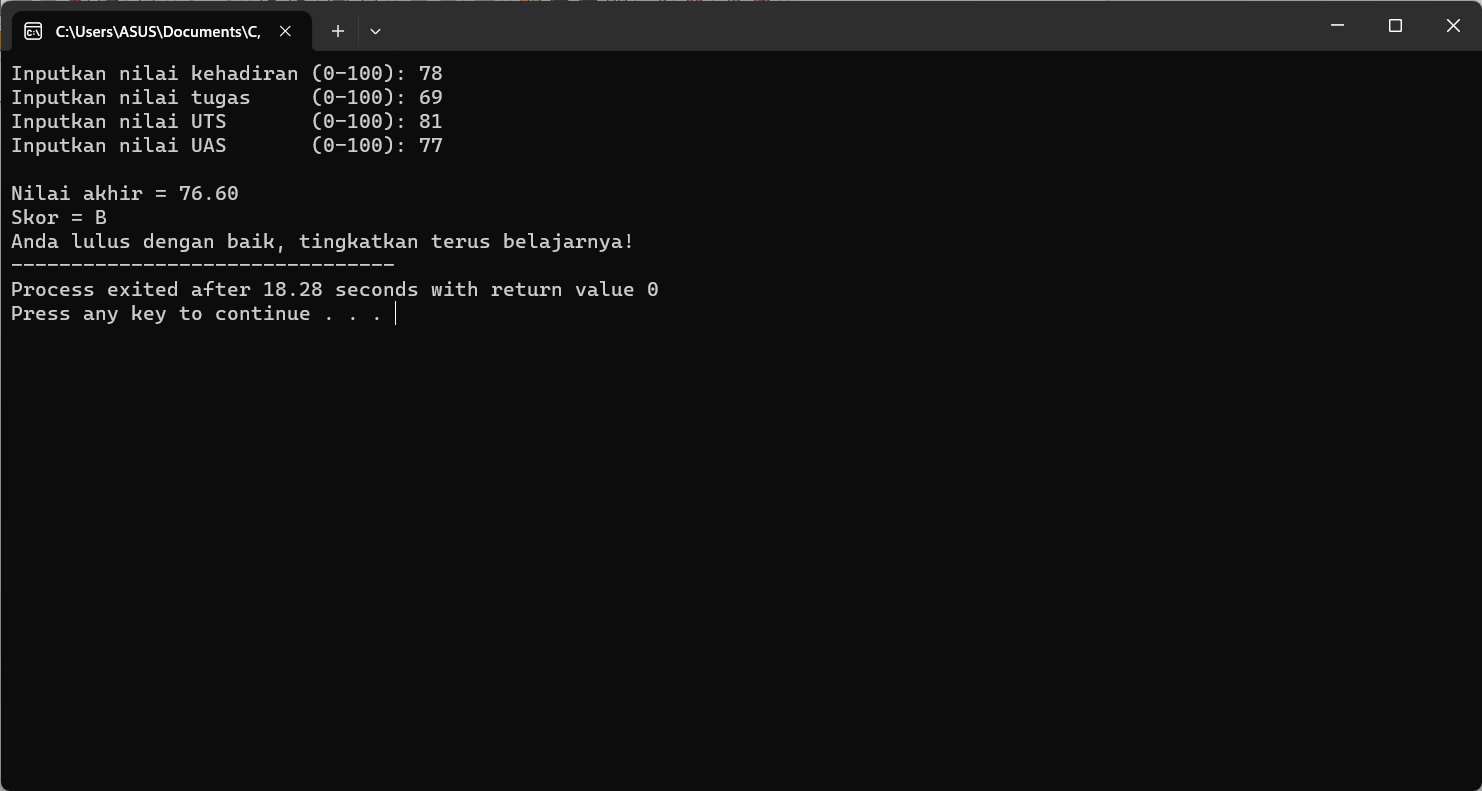 C:\Users\ASUS\Documents\C,
Inputkan nilai kehadiran (0-100): 78
Inputkan nilai tugas     (0-100): 69
Inputkan nilai UTS       (0-100): 81
Inputkan nilai UAS       (0-100): 77
Nilai akhir = 76.60
Skor = B
Anda lulus dengan baik, tingkatkan terus belajarnya!
--------------------------------
Process exited after 18.28 seconds with return value 0
Press any key to continue . . .